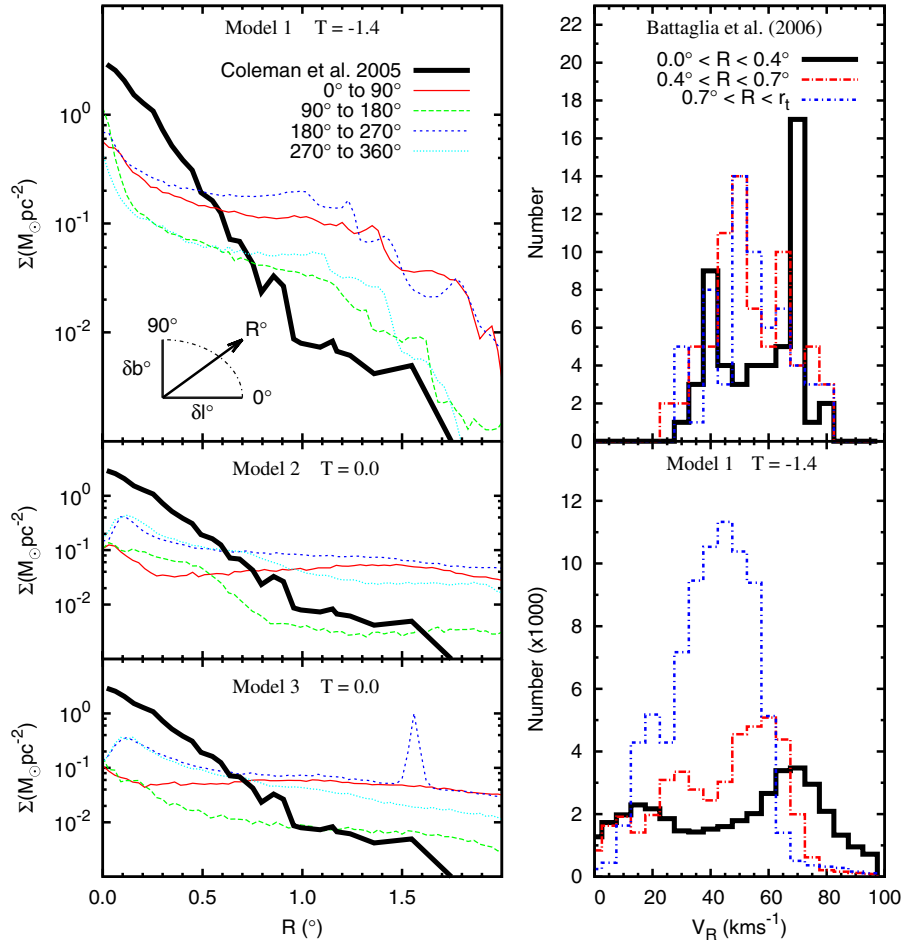 Model 1 T = -1.4
Coleman et al. 2005
0° to 90°
90° to 180°
180° to 270°
270° to 360°
Σ(M⊙pc⁻²)
10⁰
10⁻¹
10⁻²
90°
R°
δb°
0°
δl°
Model 2 T = 0.0
Σ(M⊙pc⁻²)
10⁰
10⁻¹
10⁻²
Model 3 T = 0.0
Σ(M⊙pc⁻²)
10⁰
10⁻¹
10⁻²
0.0 0.5 1.0 1.5
R (°)
Battaglia et al. (2006)
0.0° < R < 0.4°
0.4° < R < 0.7°
0.7° < R < rₜ
Number
22
20
18
16
14
12
10
8
6
4
2
0
Model 1 T = -1.4
Number (x1000)
12
10
8
6
4
2
0
0 20 40 60 80 100
V_R (kms⁻¹)